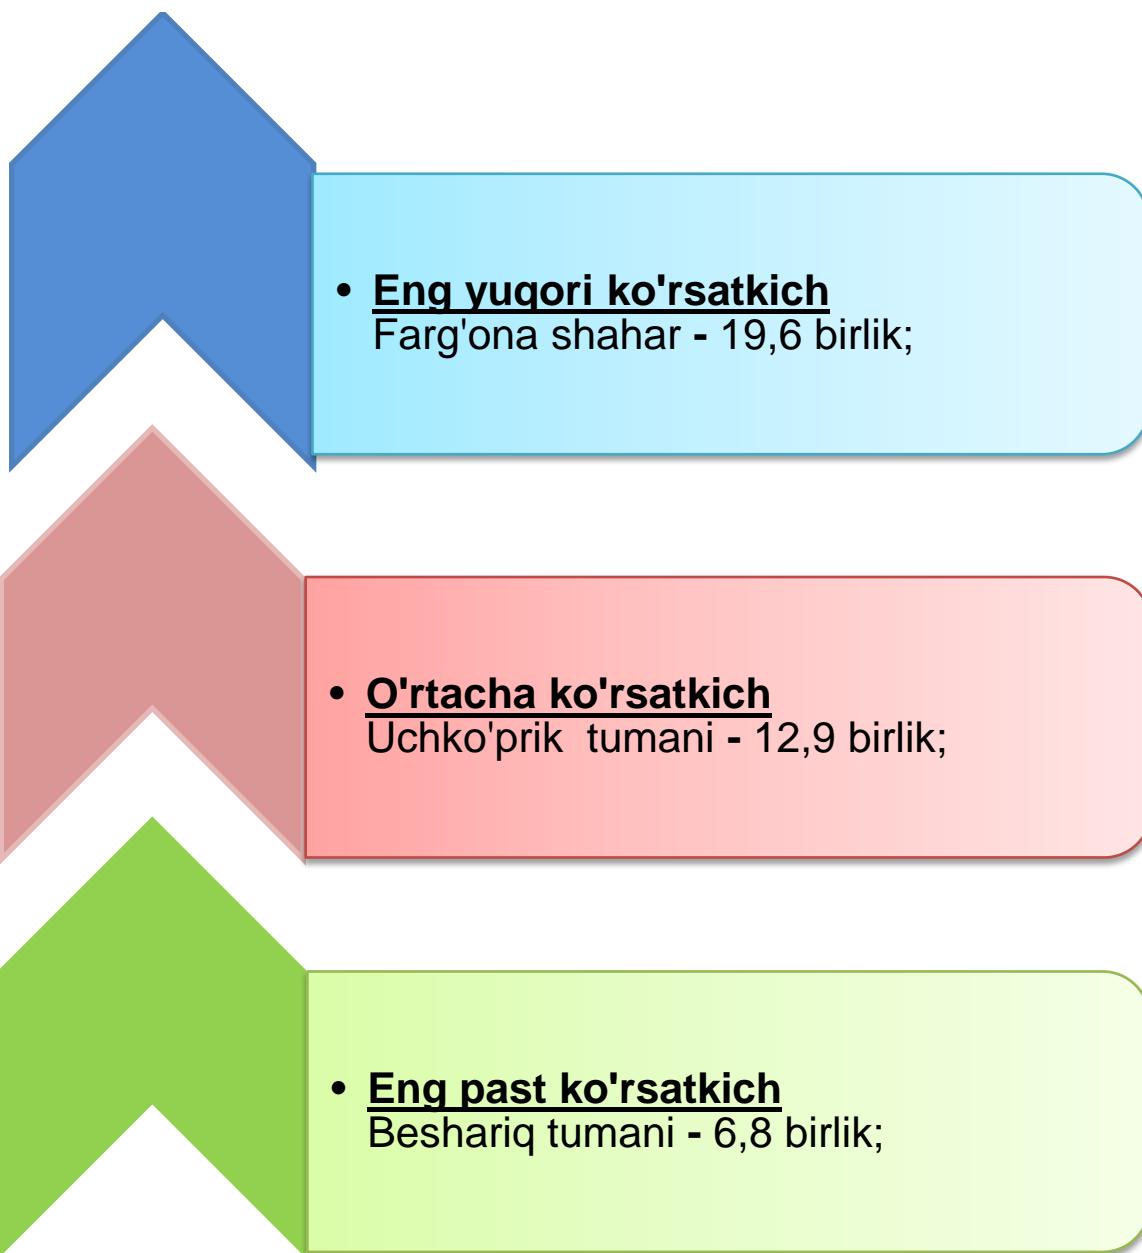 • Eng yuqori ko'rsatkich
Farg'ona shahar - 19,6 birlik;
• O'rtacha ko'rsatkich
Uchko'prik  tumani - 12,9 birlik;
• Eng past ko'rsatkich
Beshariq tumani - 6,8 birlik;